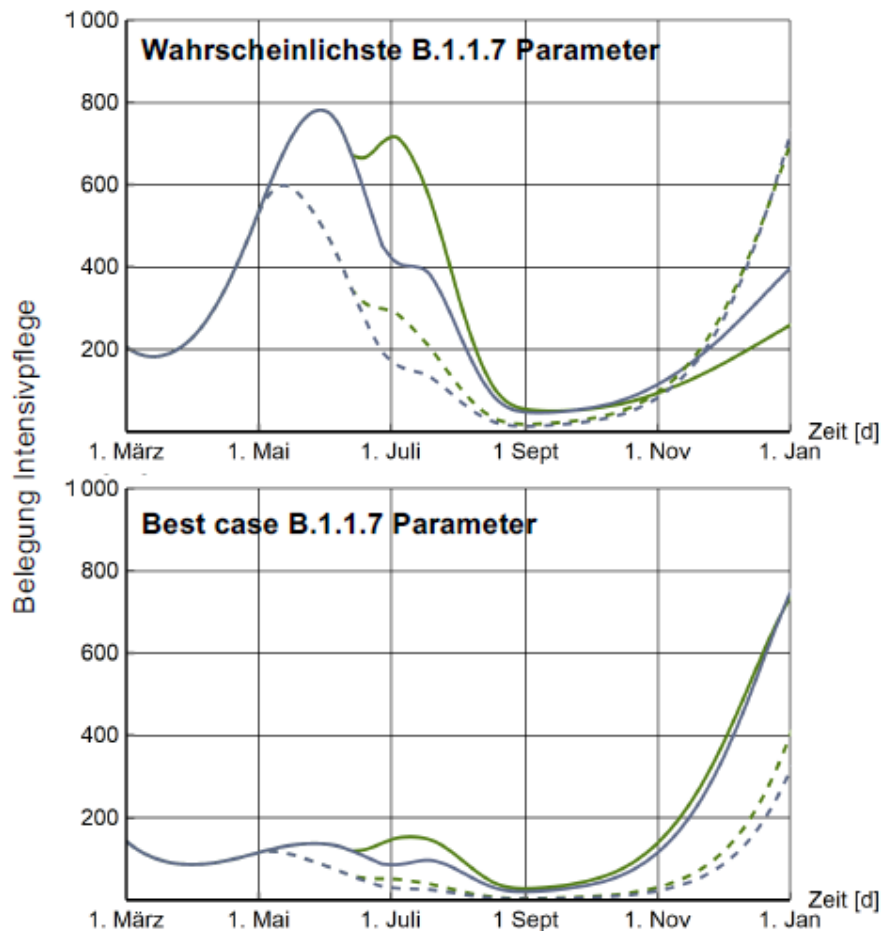 Belegung Intensivpflege
Wahrscheinlichste B.1.1.7 Parameter
1000
800
600
400
200
1. März
1. Mai
1. Juli
1 Sept
1. Nov
1. Jan
Zeit [d]
Best case B.1.1.7 Parameter
1000
800
600
400
200
1. März
1. Mai
1. Juli
1 Sept
1. Nov
1. Jan
Zeit [d]